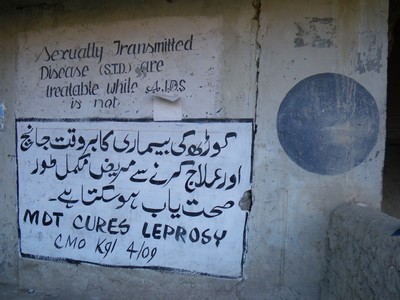 Sexually Transmitted
Disease (S.T.D.) are
treatable while AIDS
is not
کوڑھ کی بیماری کا بروقت جانچ
اور علاج کرنے سے مریض مکمل طور
صحت یاب ہو سکتا ہے۔
MDT CURES LEPROSY
CMO Kgl 4/09